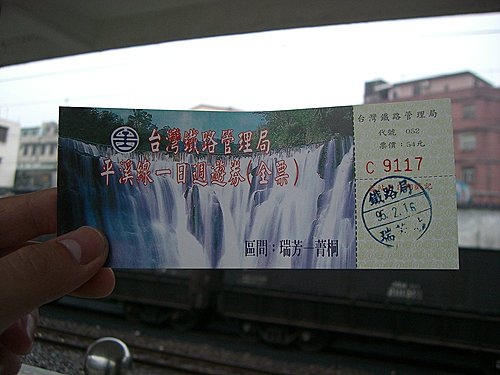 台灣鐵路管理局
平溪線一日週遊券(全票)
區間：瑞芳－菁桐
台灣鐵路管理局
代號 052
票價：54元
C 9117
鐵路局
95.2.16
瑞芳